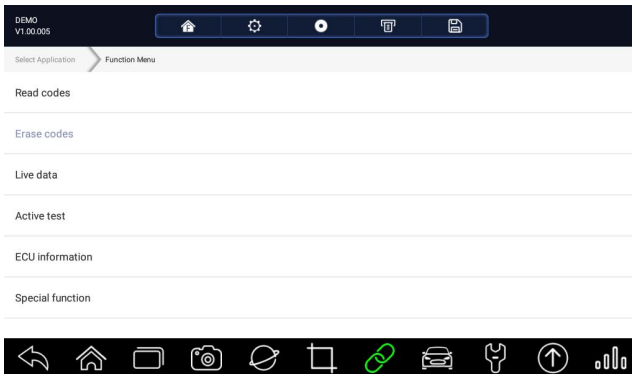 DEMO
V1.00.005
Select Application
Function Menu
Read codes
Erase codes
Live data
Active test
ECU information
Special function